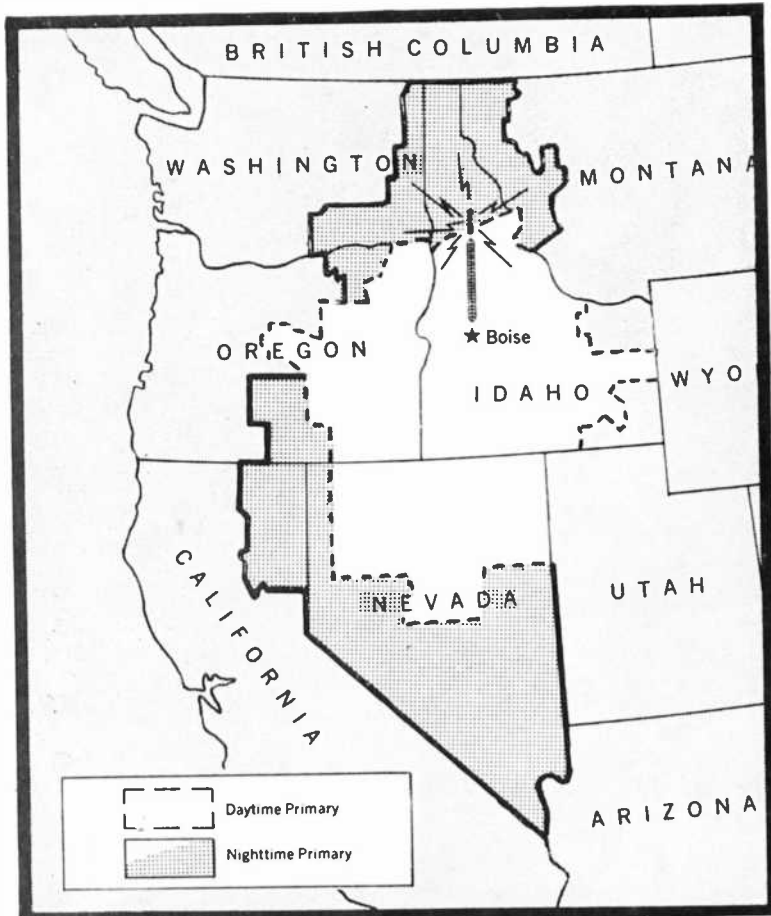 BRITISH COLUMBIA
WASHINGTON
MONTANA
★ Boise
OREGON
IDAHO
WYO
CALIFORNIA
NEVADA
UTAH
ARIZONA
Daytime Primary
Nighttime Primary